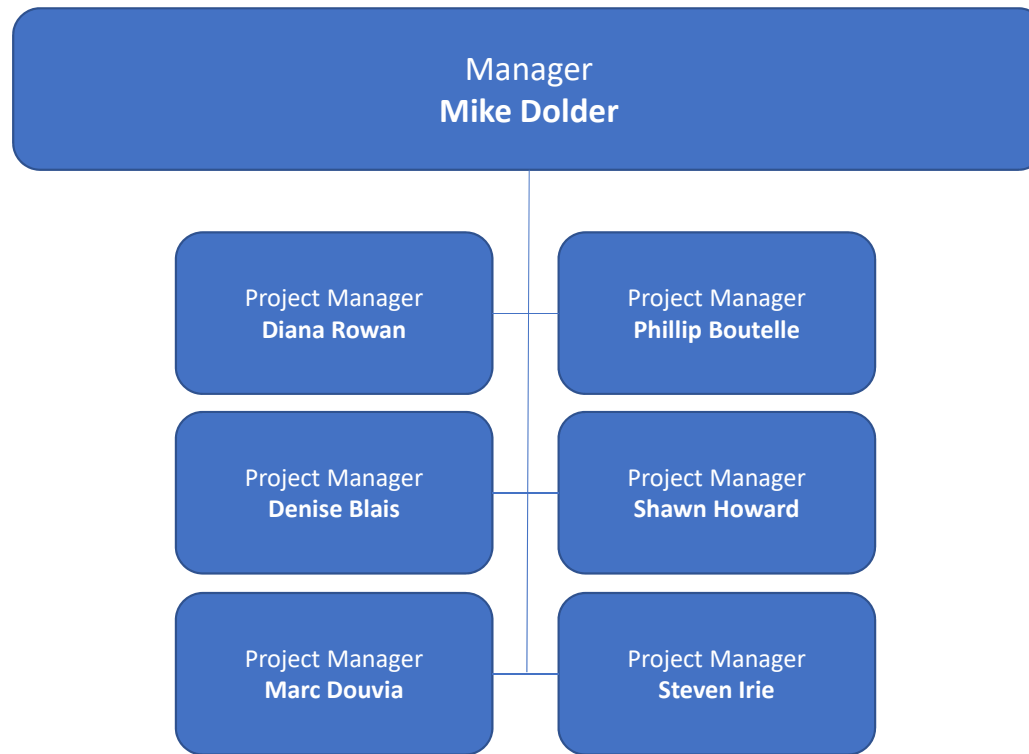 Manager
Mike Dolder
Project Manager
Diana Rowan
Project Manager
Phillip Boutelle
Project Manager
Denise Blais
Project Manager
Shawn Howard
Project Manager
Marc Douvia
Project Manager
Steven Irie